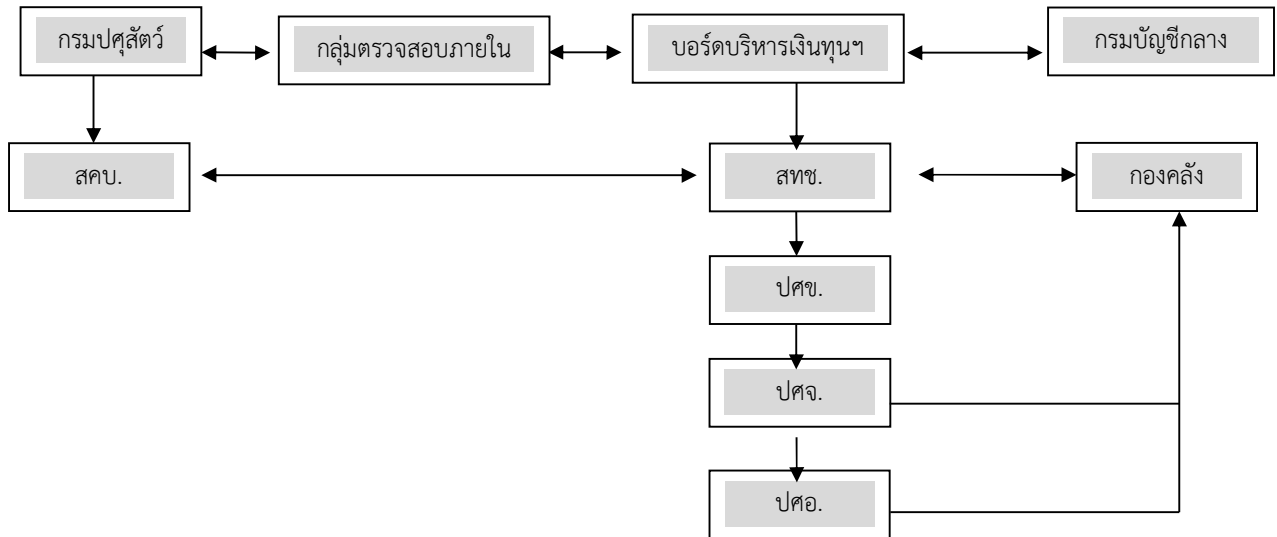 กรมปศุสัตว์
กลุ่มตรวจสอบภายใน
บอร์ดบริหารเงินทุนฯ
กรมบัญชีกลาง
สคบ.
สทช.
กองคลัง
ปศข.
ปศจ.
ปศอ.